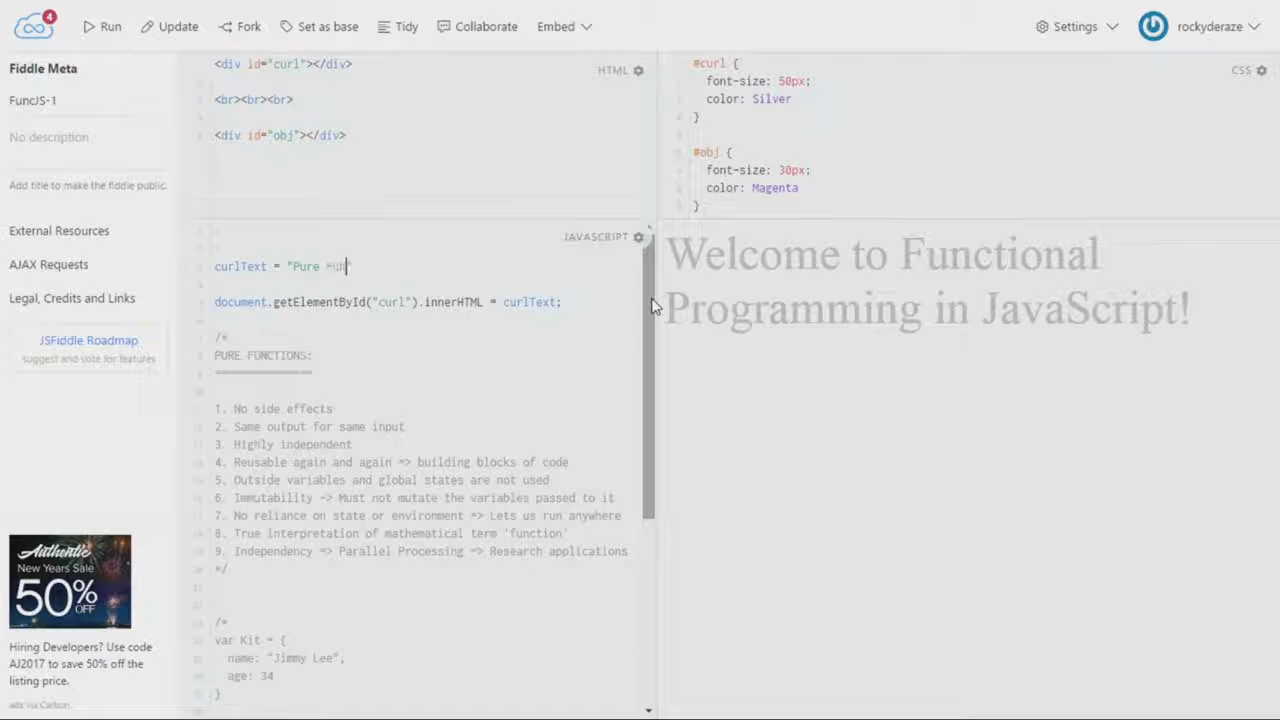 4
Run
Update
Fork
Set as base
Tidy
Collaborate
Embed
Settings
rockyderaze
Fiddle Meta
FuncJS-1
No description
Add title to make the fiddle public.
External Resources
AJAX Requests
Legal, Credits and Links
JSFiddle Roadmap
suggest and vote for features
Authentic
New Years Sale
50% OFF
Hiring Developers? Use code
AJ2017 to save 50% off the
listing price.
ads via Carbon
<div id="curl"></div>
<br><br><br>
<div id="obj"></div>
HTML
#curl {
font-size: 50px;
color: Silver
}
#obj {
font-size: 30px;
color: Magenta
}
CSS
JAVASCRIPT
curlText = "Pure
document.getElementById("curl").innerHTML = curlText;
/*
PURE FUNCTIONS:
===============
1. No side effects
2. Same output for same input
3. Highly independent
4. Reusable again and again => building blocks of code
5. Outside variables and global states are not used
6. Immutability -> Must not mutate the variables passed to it
7. No reliance on state or environment => Lets us run anywhere
8. True interpretation of mathematical term 'function'
9. Independency => Parallel Processing => Research applications
*/
/*
var Kit = {
name: "Jimmy Lee",
age: 34
}
Welcome to Functional
Programming in JavaScript!